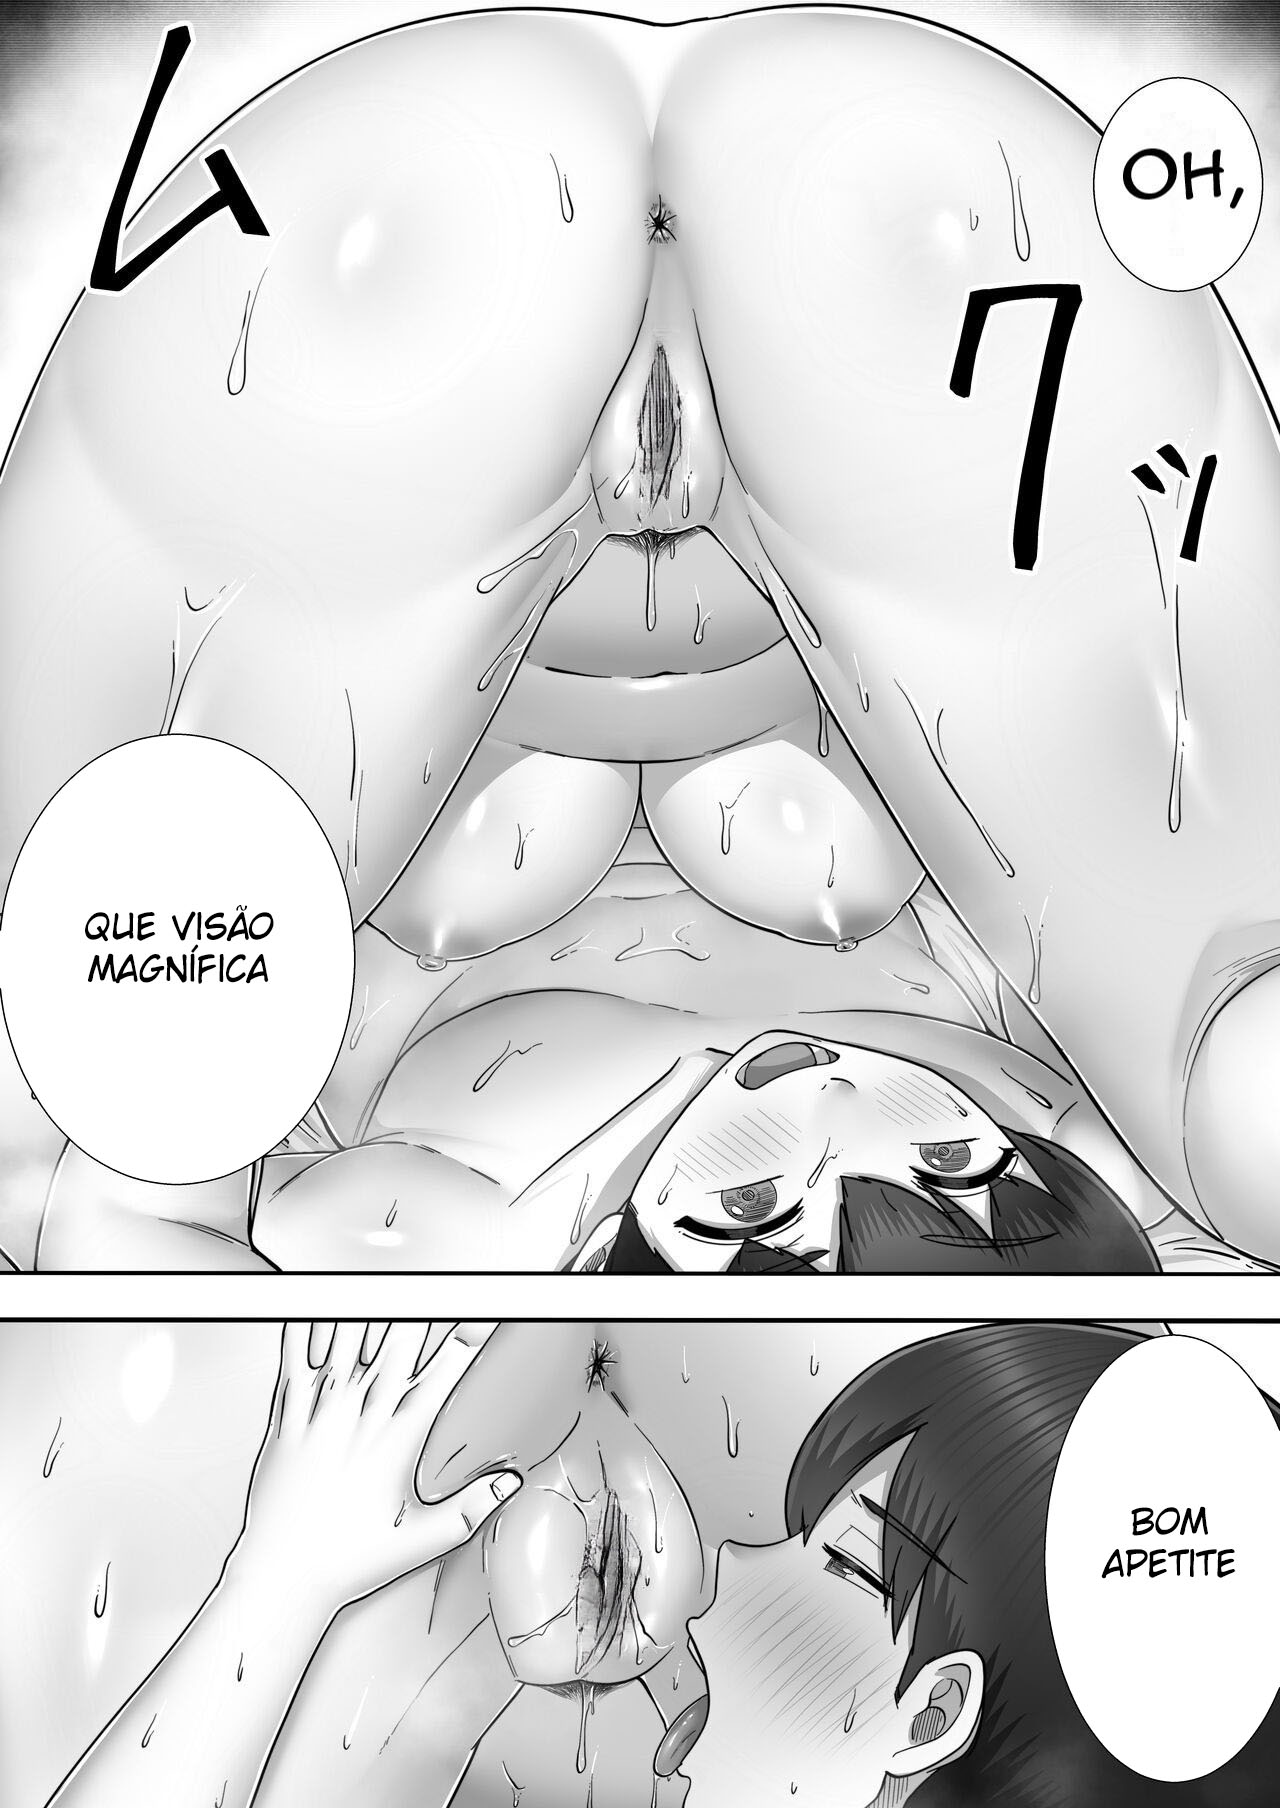 OH,
ムワッ
QUE VISÃO
MAGNÍFICA
BOM
APETITE